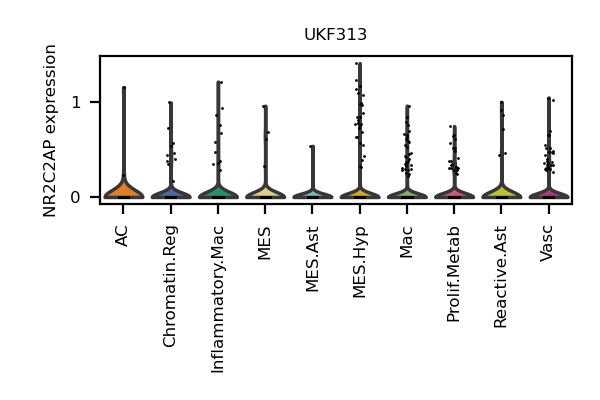 UKF313
NR2C2AP expression
1
0
AC
Chromatin.Reg
Inflammatory.Mac
MES
MES.Ast
MES.Hyp
Mac
Prolif.Metab
Reactive.Ast
Vasc